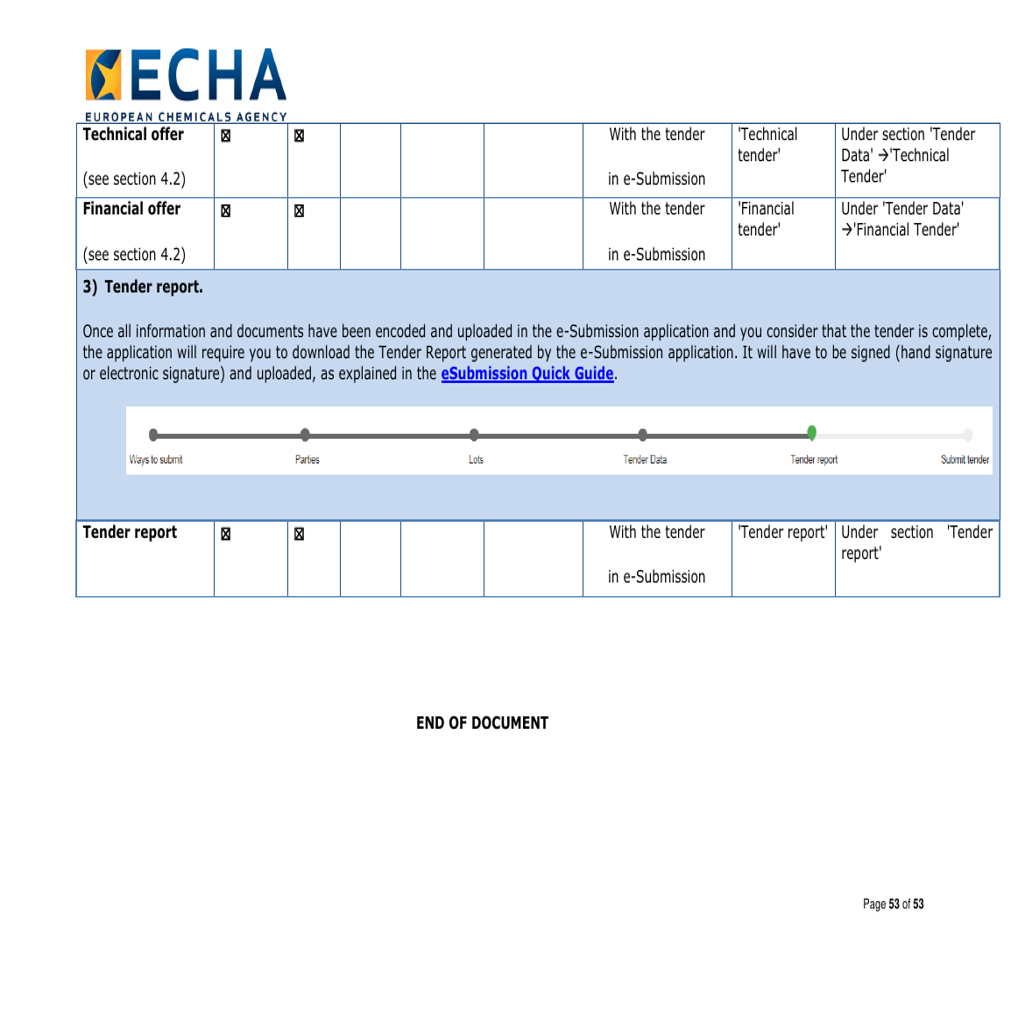 ECHA
EUROPEAN CHEMICALS AGENCY
Technical offer
(see section 4.2)
☒ ☒
With the tender
in e-Submission
'Technical
tender'
Under section 'Tender
Data' →'Technical
Tender'
Financial offer
(see section 4.2)
☒ ☒
With the tender
in e-Submission
'Financial
tender'
Under 'Tender Data'
→'Financial Tender'
3) Tender report.
Once all information and documents have been encoded and uploaded in the e-Submission application and you consider that the tender is complete,
the application will require you to download the Tender Report generated by the e-Submission application. It will have to be signed (hand signature
or electronic signature) and uploaded, as explained in the eSubmission Quick Guide.
Ways to submit Parties Lots Tender Data Tender report Submit tender
Tender report
☒ ☒
With the tender
in e-Submission
'Tender report'
Under section 'Tender
report'
END OF DOCUMENT
Page 53 of 53